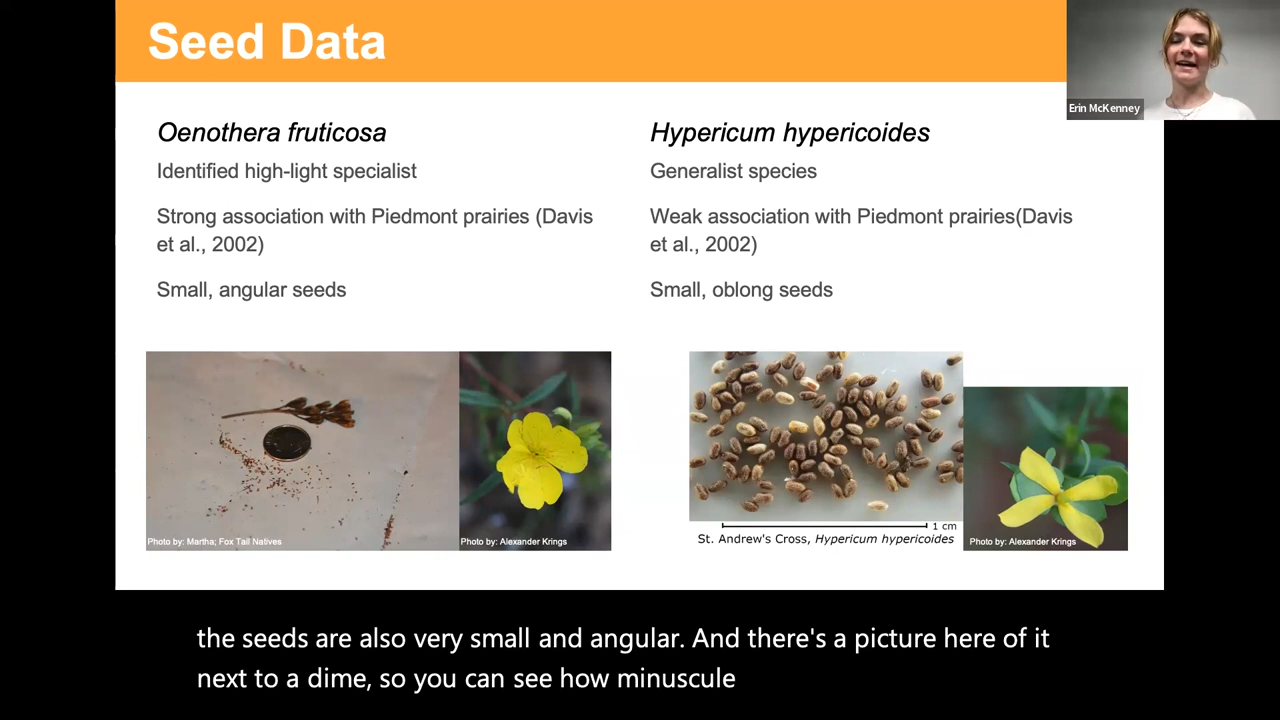 Seed Data
Erin McKenney
Oenothera fruticosa
Identified high-light specialist
Strong association with Piedmont prairies (Davis
et al., 2002)
Small, angular seeds
Hypericum hypericoides
Generalist species
Weak association with Piedmont prairies(Davis
et al., 2002)
Small, oblong seeds
Photo by: Martha; Fox Tail Natives
Photo by: Alexander Krings
1 cm
St. Andrew's Cross, Hypericum hypericoides
Photo by: Alexander Krings
the seeds are also very small and angular. And there's a picture here of it
next to a dime, so you can see how minuscule